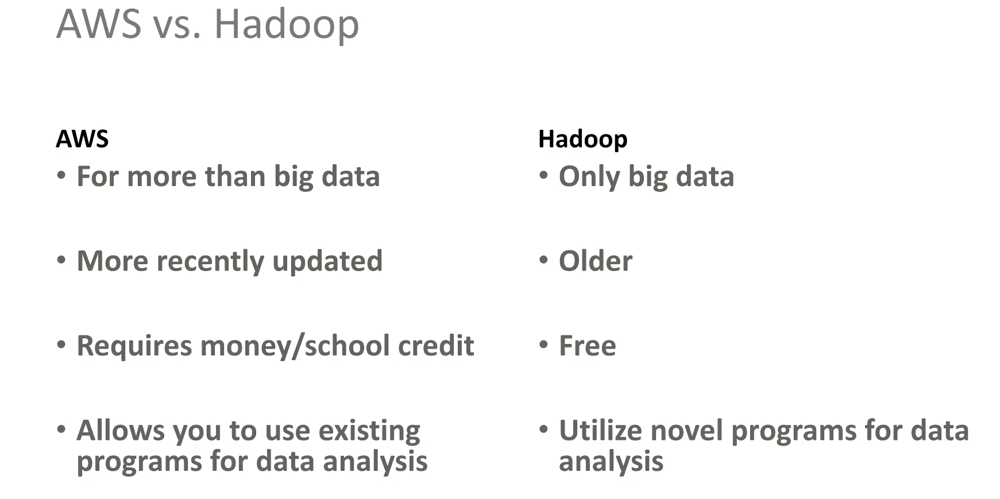 AWS vs. Hadoop
AWS
• For more than big data
• More recently updated
• Requires money/school credit
• Allows you to use existing
programs for data analysis
Hadoop
• Only big data
• Older
• Free
• Utilize novel programs for data
analysis